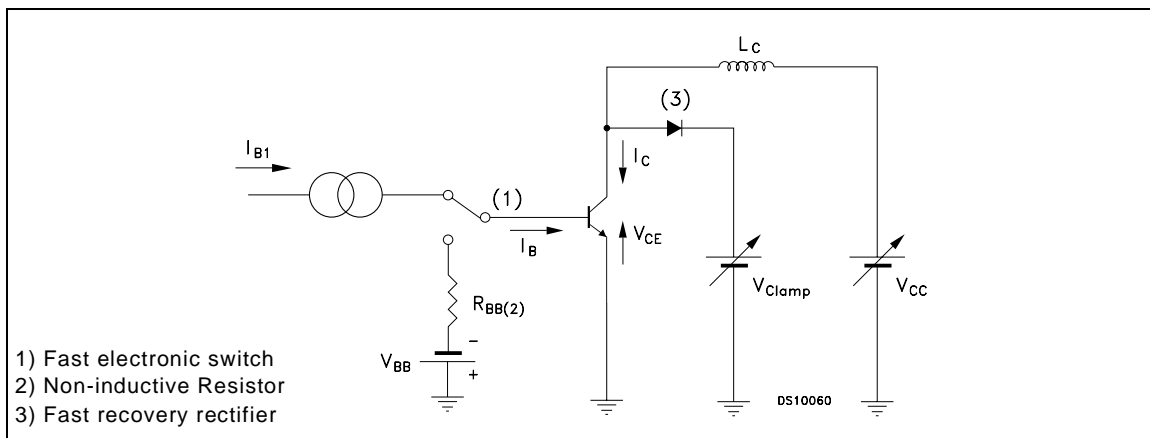 L_C
(3)
I_B1
I_C
(1)
I_B
V_CE
V_Clamp
V_CC
R_BB(2)
-
V_BB
+
1) Fast electronic switch
2) Non-inductive Resistor
3) Fast recovery rectifier
DS10060